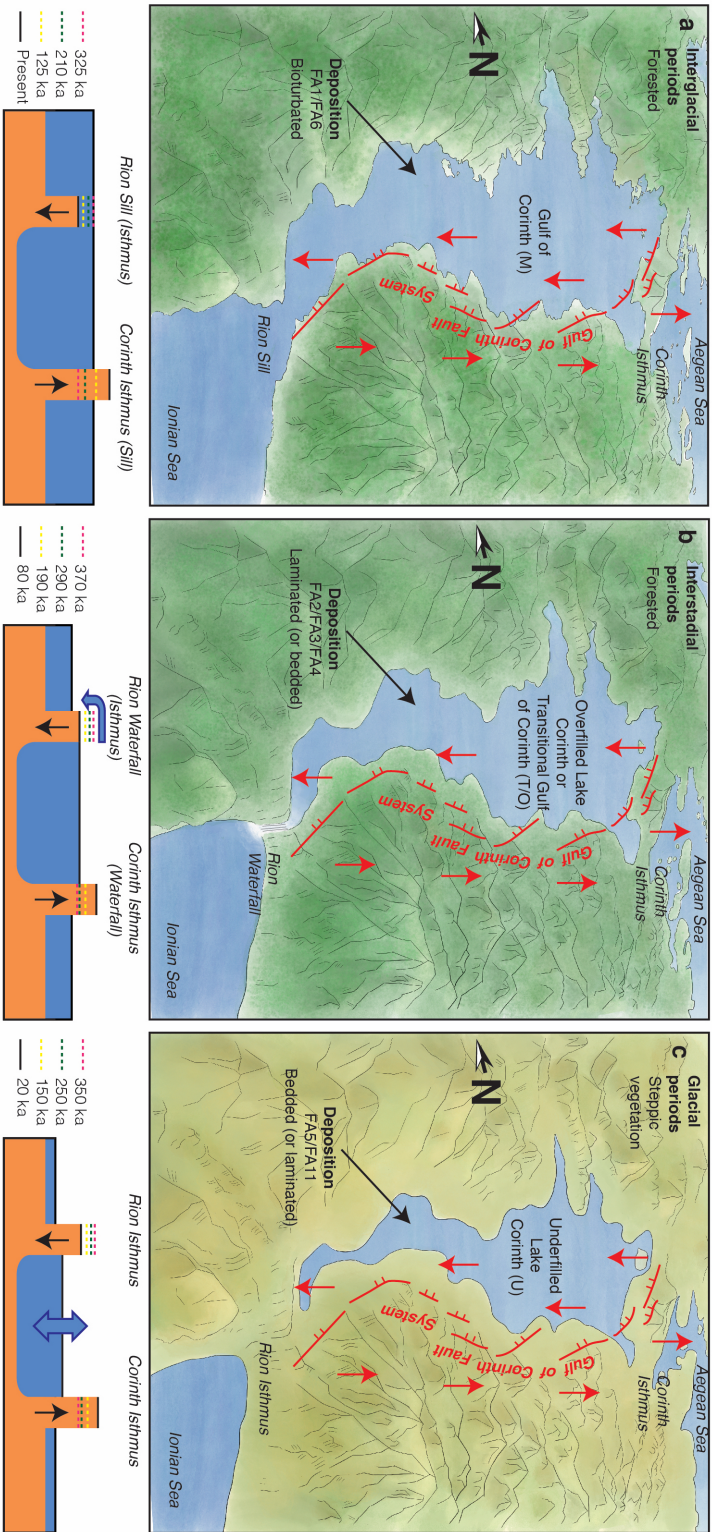 a
Interglacial
periods
Forested
N
Deposition
FA1/FA6
Bioturbated
Gulf of
Corinth (M)
Gulf of Corinth Fault
System
Aegean Sea
Corinth
Isthmus
Rion Sill
Ionian Sea
Rion Sill (Isthmus)
Corinth Isthmus (Sill)
325 ka
210 ka
125 ka
Present
b
Interstadial
periods
Forested
N
Deposition
FA2/FA3/FA4
Laminated (or bedded)
Overfilled Lake
Corinth or
Transitional Gulf
of Corinth (T/O)
Gulf of Corinth Fault
System
Aegean Sea
Corinth
Isthmus
Rion
Waterfall
Ionian Sea
Rion Waterfall
(Isthmus)
Corinth Isthmus
(Waterfall)
370 ka
290 ka
190 ka
80 ka
c
Glacial
periods
Steppic
vegetation
N
Deposition
FA5/FA11
Bedded (or laminated)
Underfilled
Lake
Corinth (U)
Gulf of Corinth Fault
System
Aegean Sea
Corinth
Isthmus
Rion Isthmus
Ionian Sea
Rion Isthmus
Corinth Isthmus
350 ka
250 ka
150 ka
20 ka